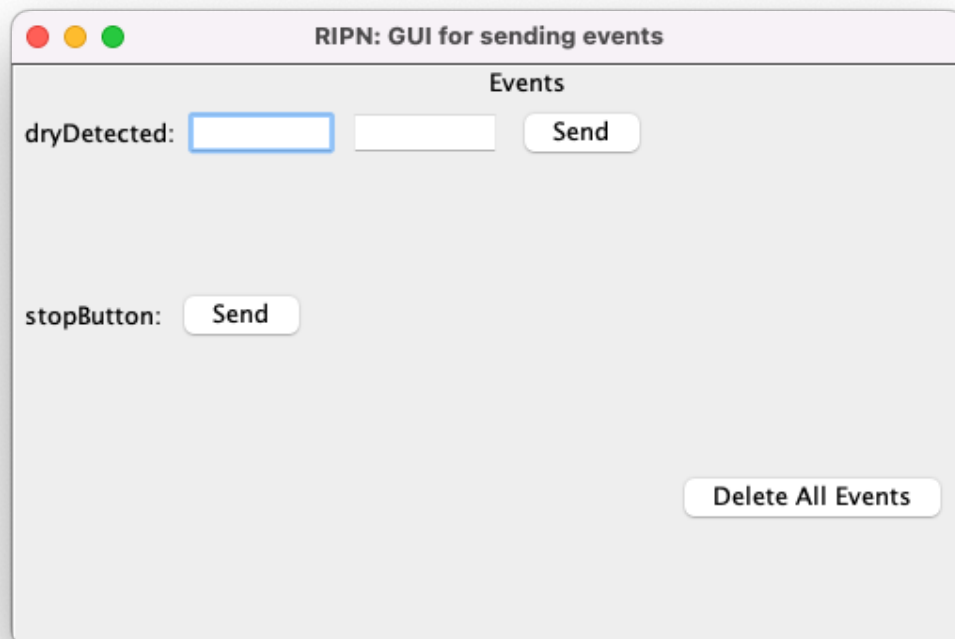 RIPN: GUI for sending events
Events
dryDetected: Send
stopButton: Send
Delete All Events